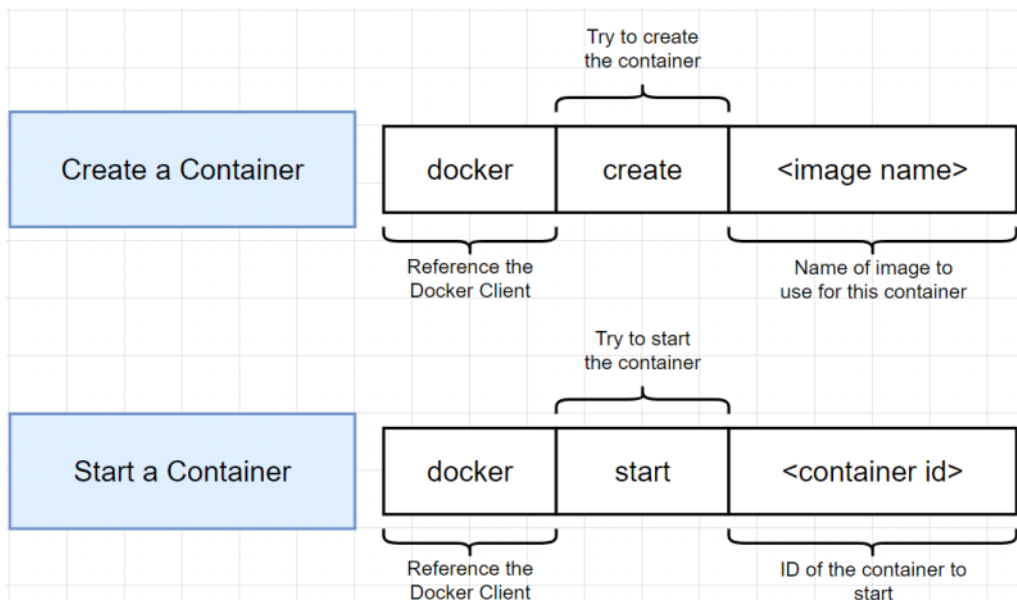 Try to create
the container
Create a Container
docker
create
<image name>
Reference the
Docker Client
Name of image to
use for this container
Try to start
the container
Start a Container
docker
start
<container id>
Reference the
Docker Client
ID of the container to
start